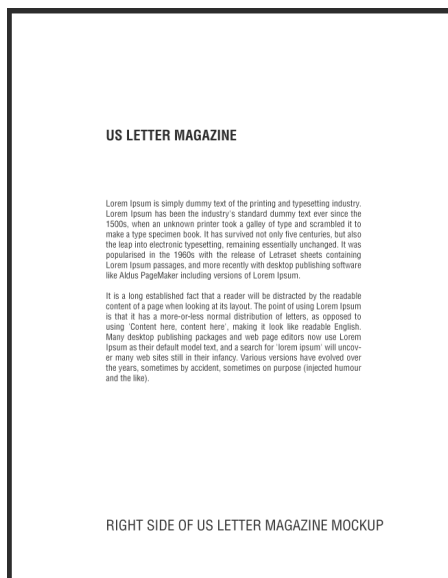 US LETTER MAGAZINE
Lorem Ipsum is simply dummy text of the printing and typesetting industry.
Lorem Ipsum has been the industry's standard dummy text ever since the
1500s, when an unknown printer took a galley of type and scrambled it to
make a type specimen book. It has survived not only five centuries, but also
the leap into electronic typesetting, remaining essentially unchanged. It was
popularised in the 1960s with the release of Letraset sheets containing
Lorem Ipsum passages, and more recently with desktop publishing software
like Aldus PageMaker including versions of Lorem Ipsum.
It is a long established fact that a reader will be distracted by the readable
content of a page when looking at its layout. The point of using Lorem Ipsum
is that it has a more-or-less normal distribution of letters, as opposed to
using 'Content here, content here', making it look like readable English.
Many desktop publishing packages and web page editors now use Lorem
Ipsum as their default model text, and a search for 'lorem ipsum' will uncov-
er many web sites still in their infancy. Various versions have evolved over
the years, sometimes by accident, sometimes on purpose (injected humour
and the like).
RIGHT SIDE OF US LETTER MAGAZINE MOCKUP